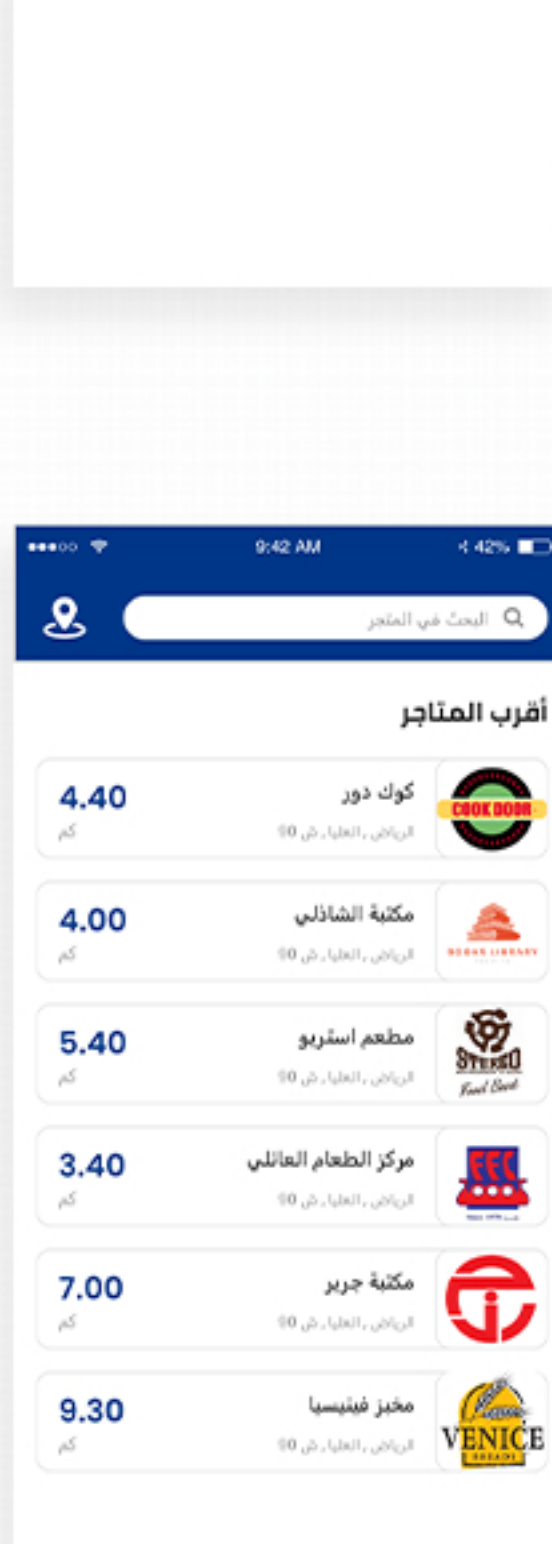 9:42 AM
42%
البحث في المتجر
أقرب المتاجر
COOK DOOR
كوك دور
الرياض , العليا , ش 90
4.40
كم
مكتبة الشاذلي
الرياض , العليا , ش 90
4.00
كم
STEREO
Food Book
مطعم استريو
الرياض , العليا , ش 90
5.40
كم
FFC
مركز الطعام العائلي
الرياض , العليا , ش 90
3.40
كم
مكتبة جرير
الرياض , العليا , ش 90
7.00
كم
VENICE
BREADS
مخبز فينيسيا
الرياض , العليا , ش 90
9.30
كم